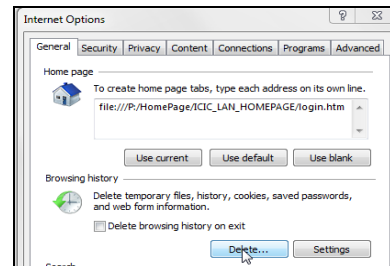 Internet Options
General Security Privacy Content Connections Programs Advanced
Home page
To create home page tabs, type each address on its own line.
file:///P:/HomePage/ICIC_LAN_HOMEPAGE/login.htm
Use current Use default Use blank
Browsing history
Delete temporary files, history, cookies, saved passwords,
and web form information.
Delete browsing history on exit
Delete... Settings
Search